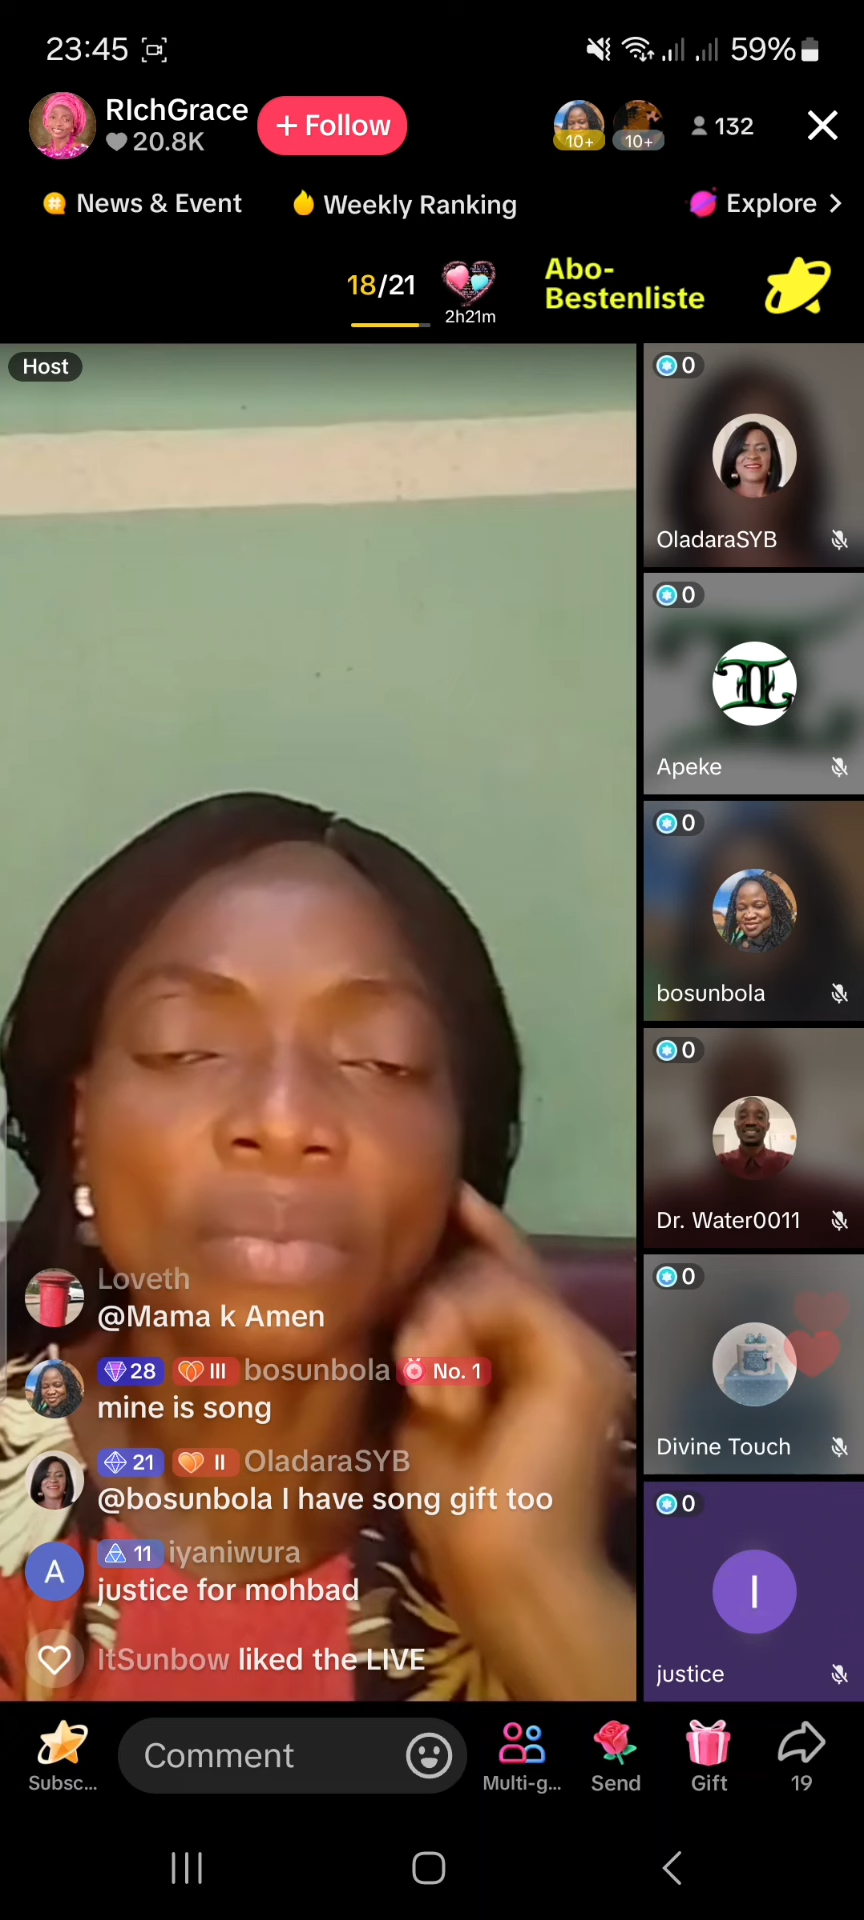 23:45
59%
RIchGrace
20.8K
+ Follow
10+
10+
132
News & Event
Weekly Ranking
Explore >
18/21
2h21m
Abo-
Bestenliste
Host
0
OladaraSYB
0
Apeke
0
bosunbola
0
Dr. Water0011
0
Divine Touch
0
I
justice
Loveth
@Mama k Amen
28 III bosunbola No. 1
mine is song
21 II OladaraSYB
@bosunbola I have song gift too
A
11 iyaniwura
justice for mohbad
ItSunbow liked the LIVE
Subsc...
Comment
Multi-g...
Send
Gift
19